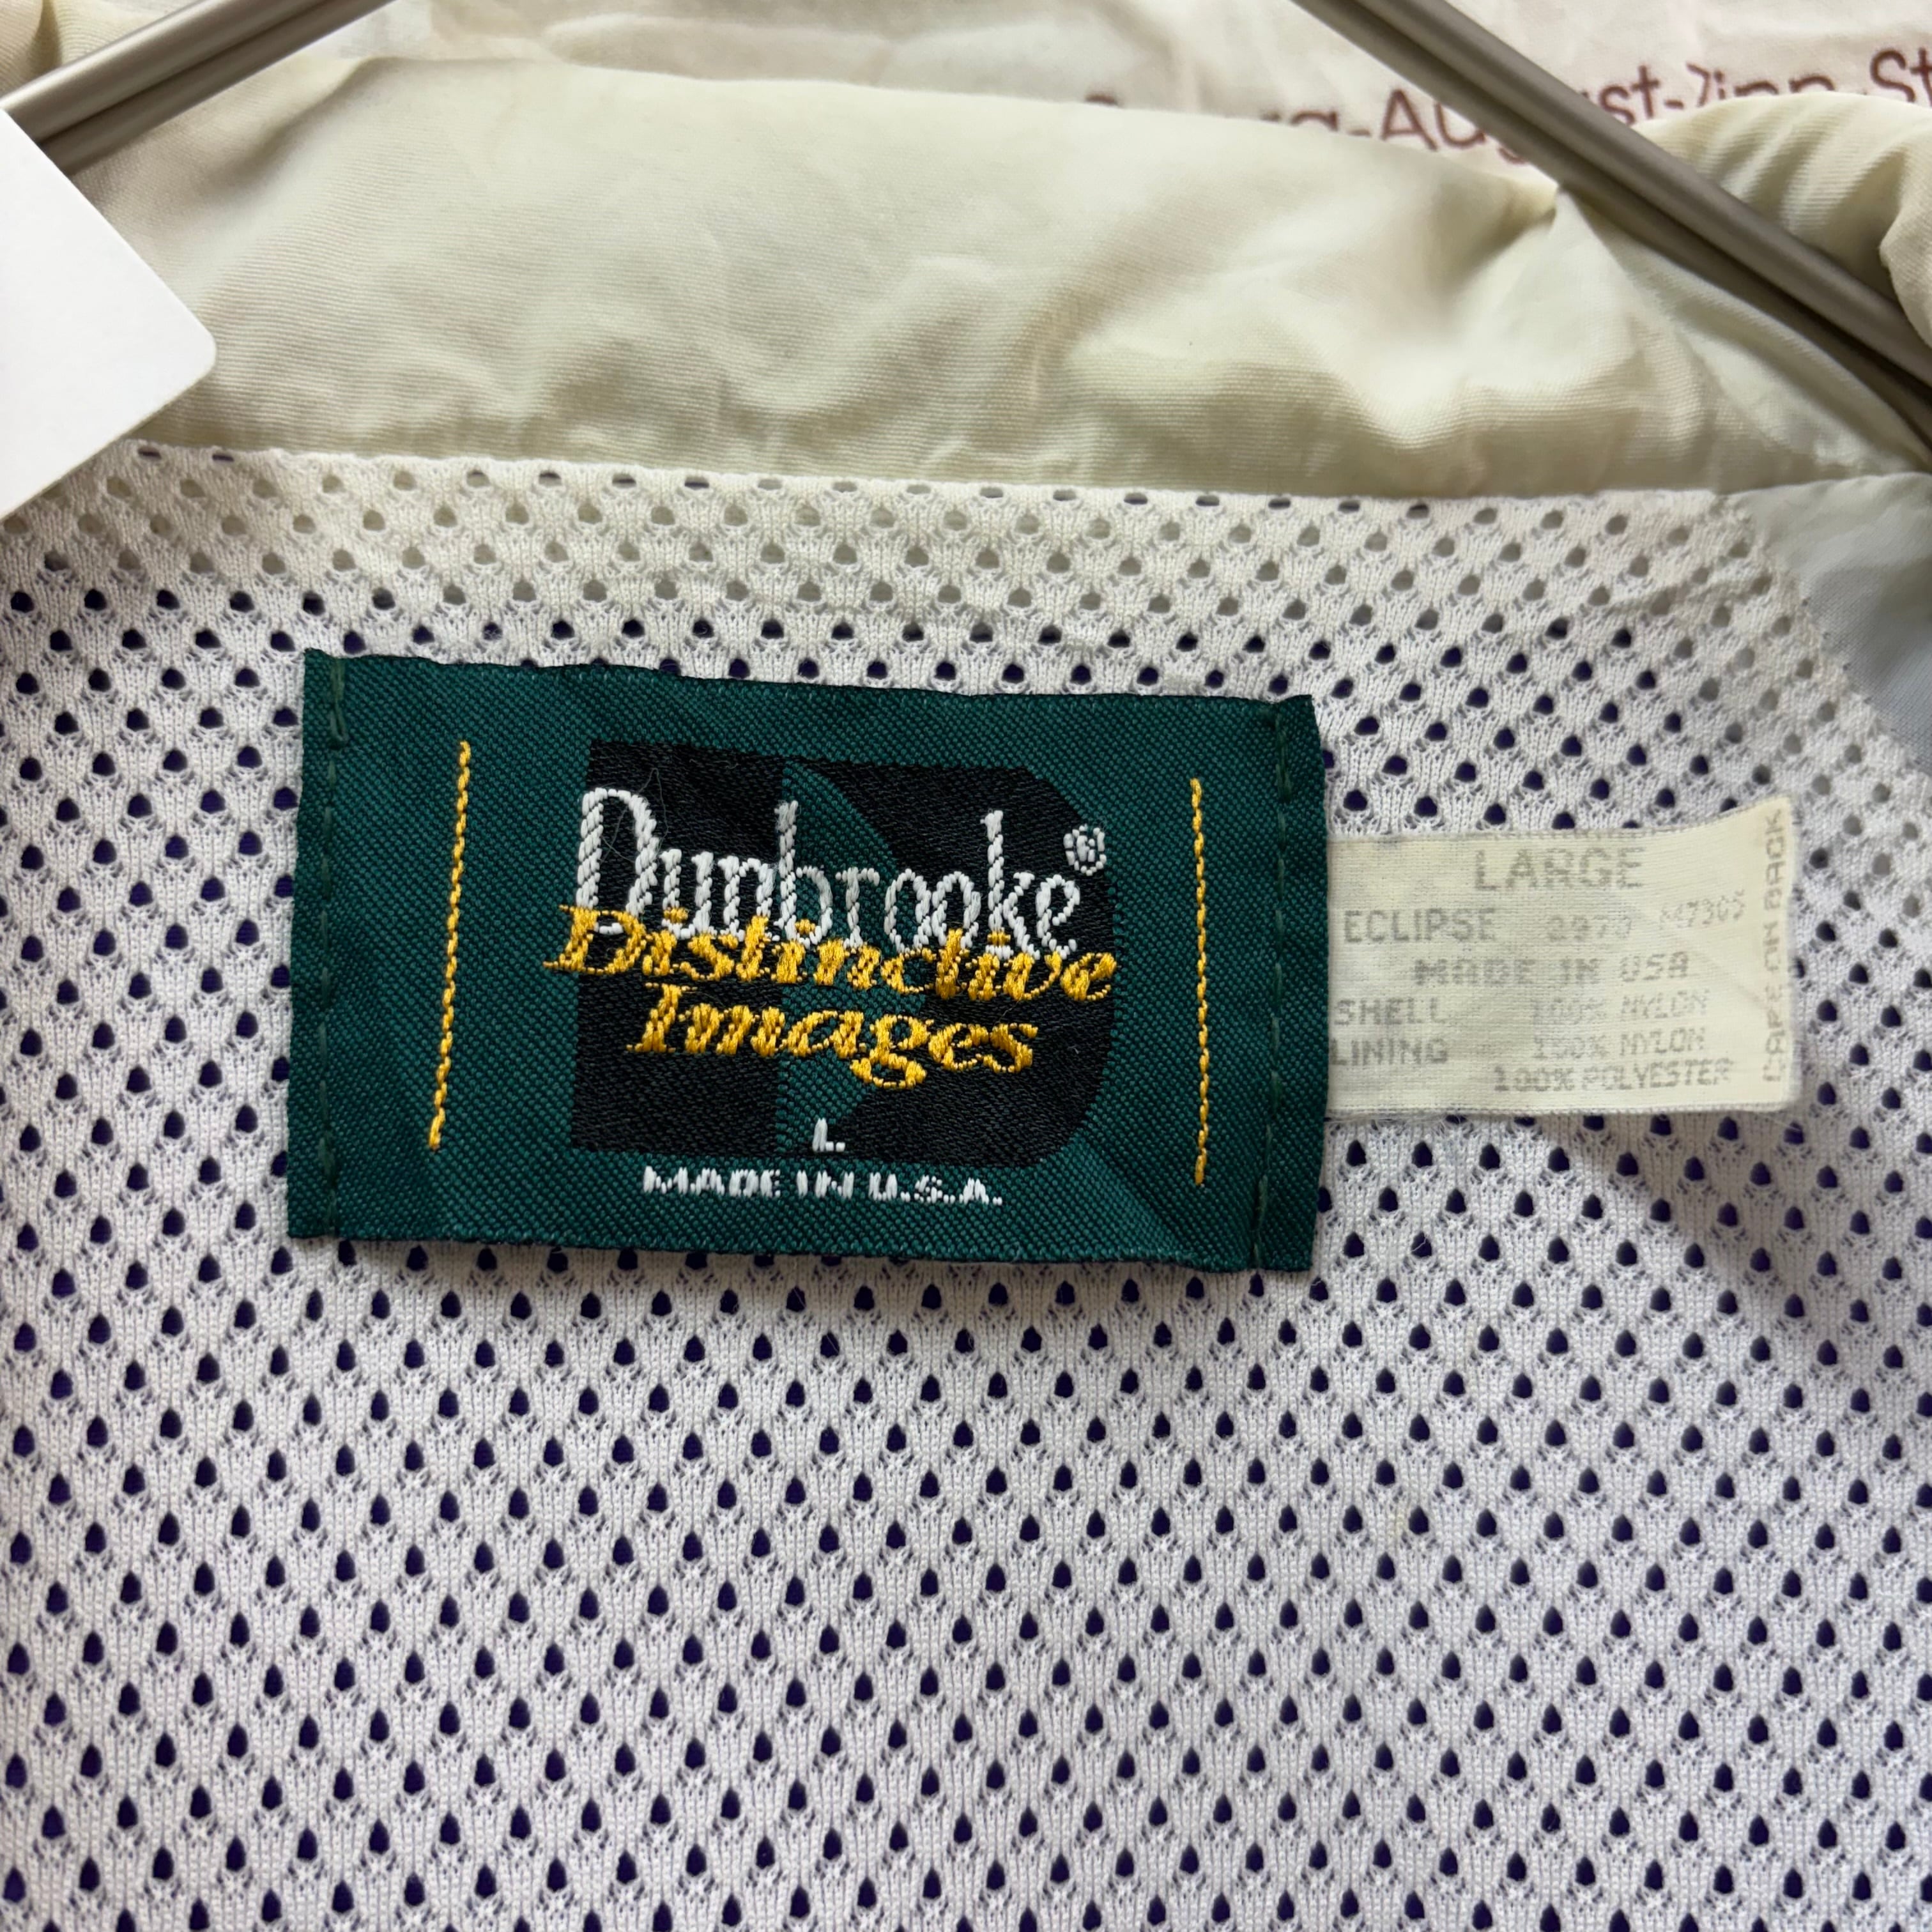 Dunbrooke®
Distinctive
Images
L
MADE IN U.S.A.
LARGE
ECLIPSE
MADE IN USA
SHELL 100% NYLON
LINING 100% NYLON
100% POLYESTER
CARE ON BACK